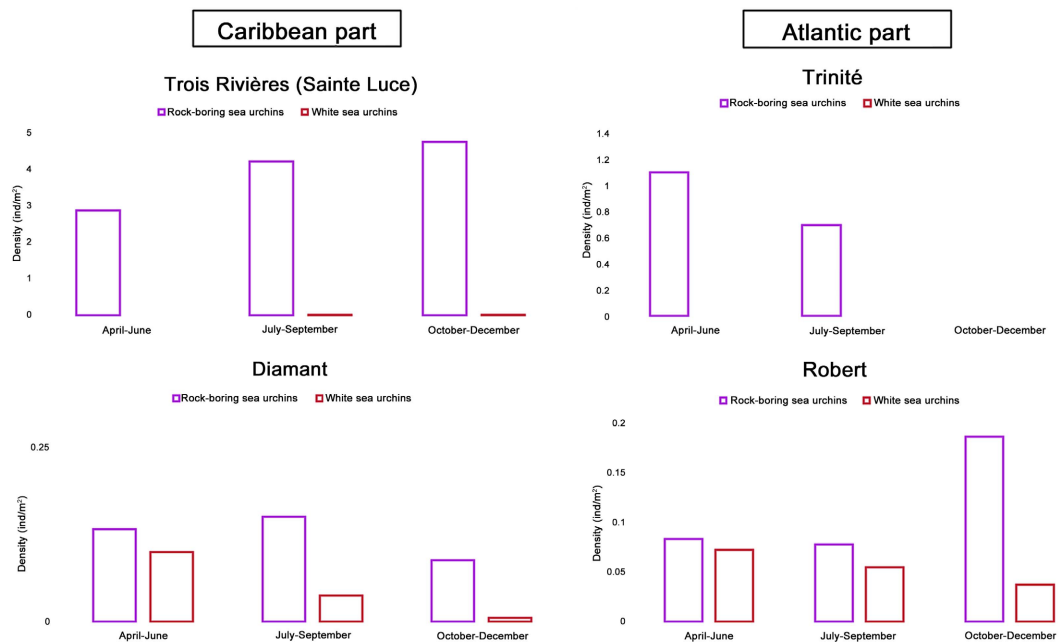 Caribbean part
Atlantic part
Trois Rivières (Sainte Luce)
Rock-boring sea urchins White sea urchins
Density (ind/m²)
5
4
3
2
1
0
April-June July-September October-December
Trinité
Rock-boring sea urchins White sea urchins
Density (ind/m²)
1.4
1.2
1
0.8
0.6
0.4
0.2
0
April-June July-September October-December
Diamant
Rock-boring sea urchins White sea urchins
Density (ind/m²)
0.25
0
April-June July-September October-December
Robert
Rock-boring sea urchins White sea urchins
Density (ind/m²)
0.2
0.15
0.1
0.05
0
April-June July-September October-December